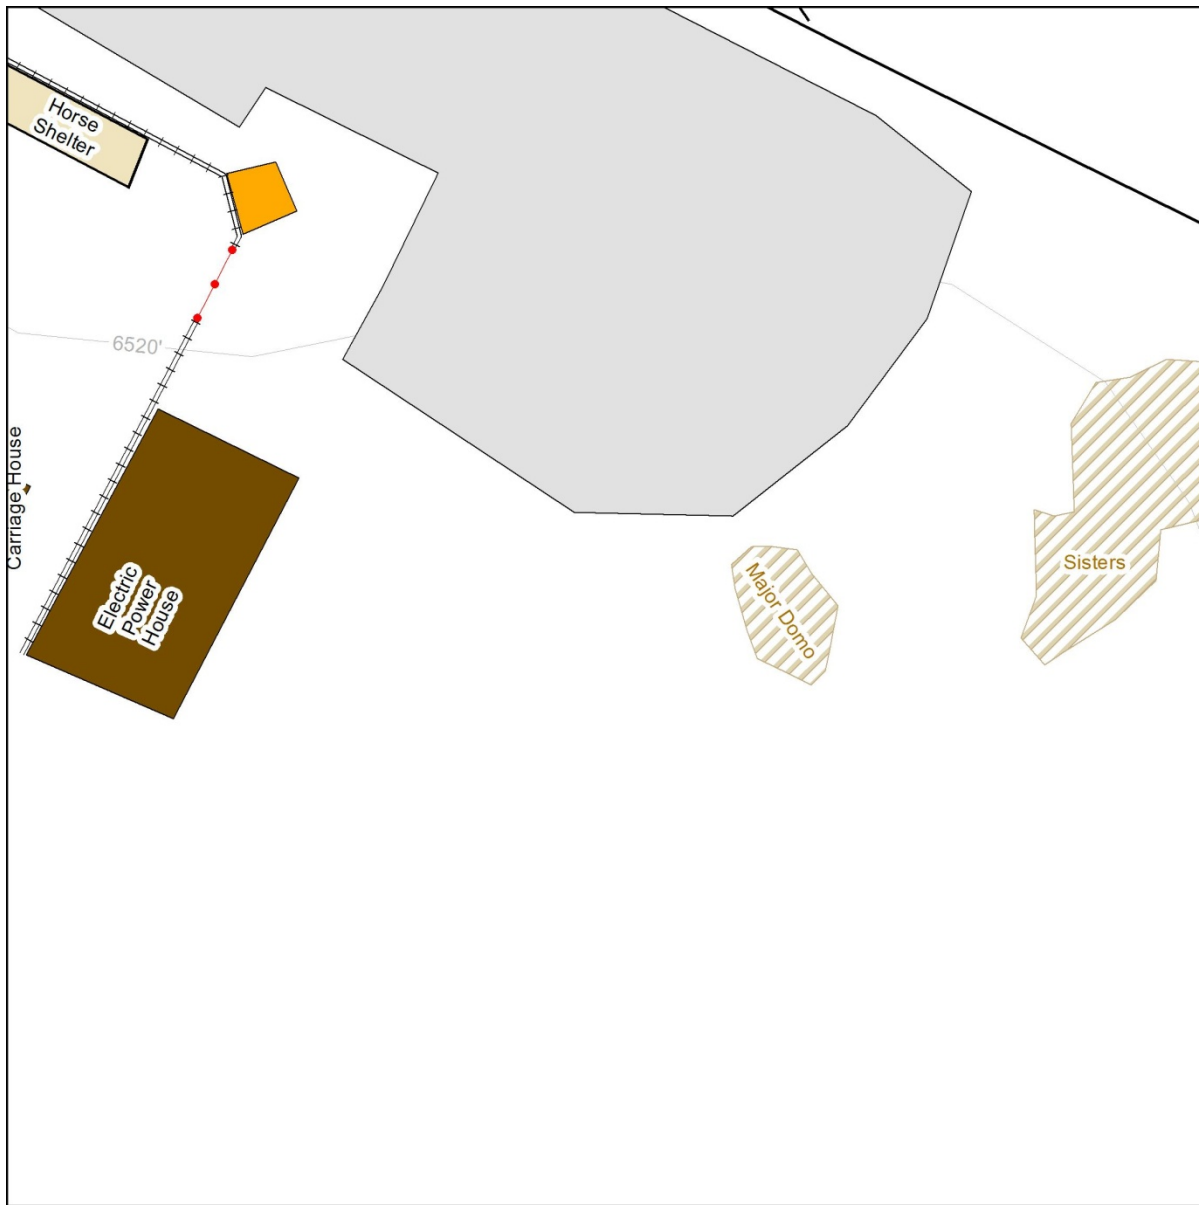 Horse
Shelter
6520'
Carriage House
Electric
Power
House
Major Domo
Sisters